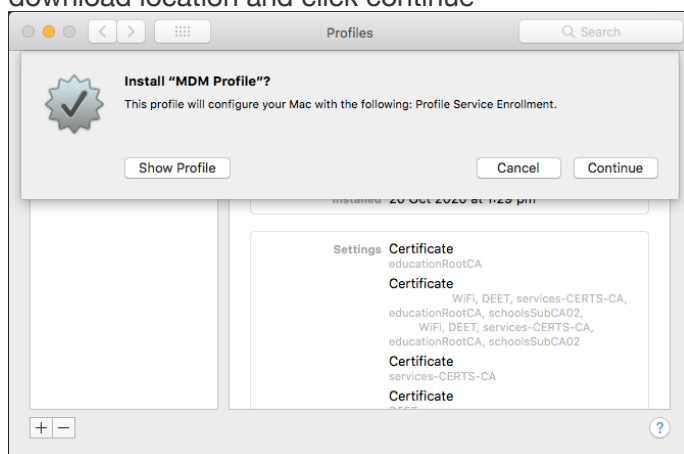 download location and click continue
Profiles
Search
Install “MDM Profile”?
This profile will configure your Mac with the following: Profile Service Enrollment.
Show Profile
Cancel
Continue
Installed 20 Oct 2020 at 1:29 pm
Settings Certificate
educationRootCA
Certificate
WiFi, DEET, services-CERTS-CA,
educationRootCA, schoolsSubCA02,
WiFi, DEET, services-CERTS-CA,
educationRootCA, schoolsSubCA02
Certificate
services-CERTS-CA
Certificate
DEET
+ −
?